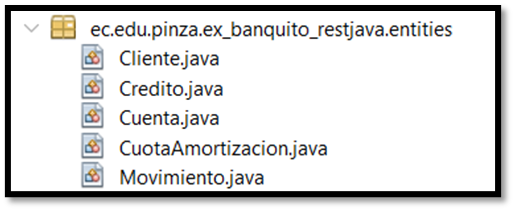 ec.edu.pinza.ex_banquito_restjava.entities
Cliente.java
Credito.java
Cuenta.java
CuotaAmortizacion.java
Movimiento.java